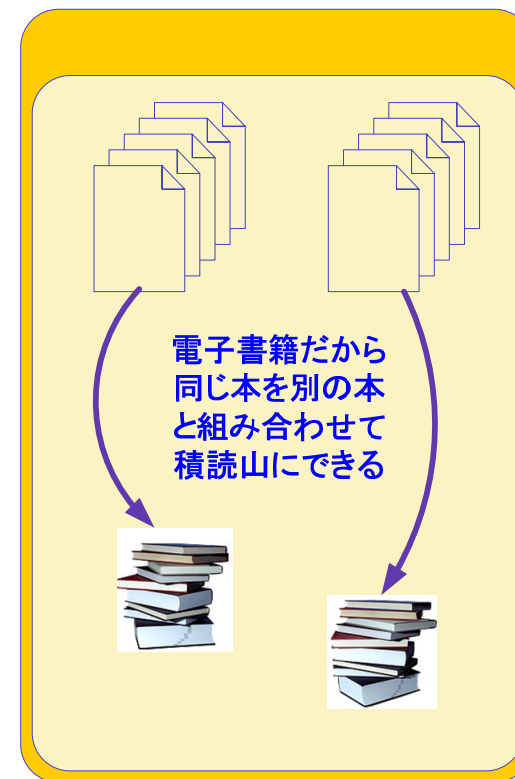 電子書籍だから
同じ本を別の本
と組み合わせて
積読山にできる